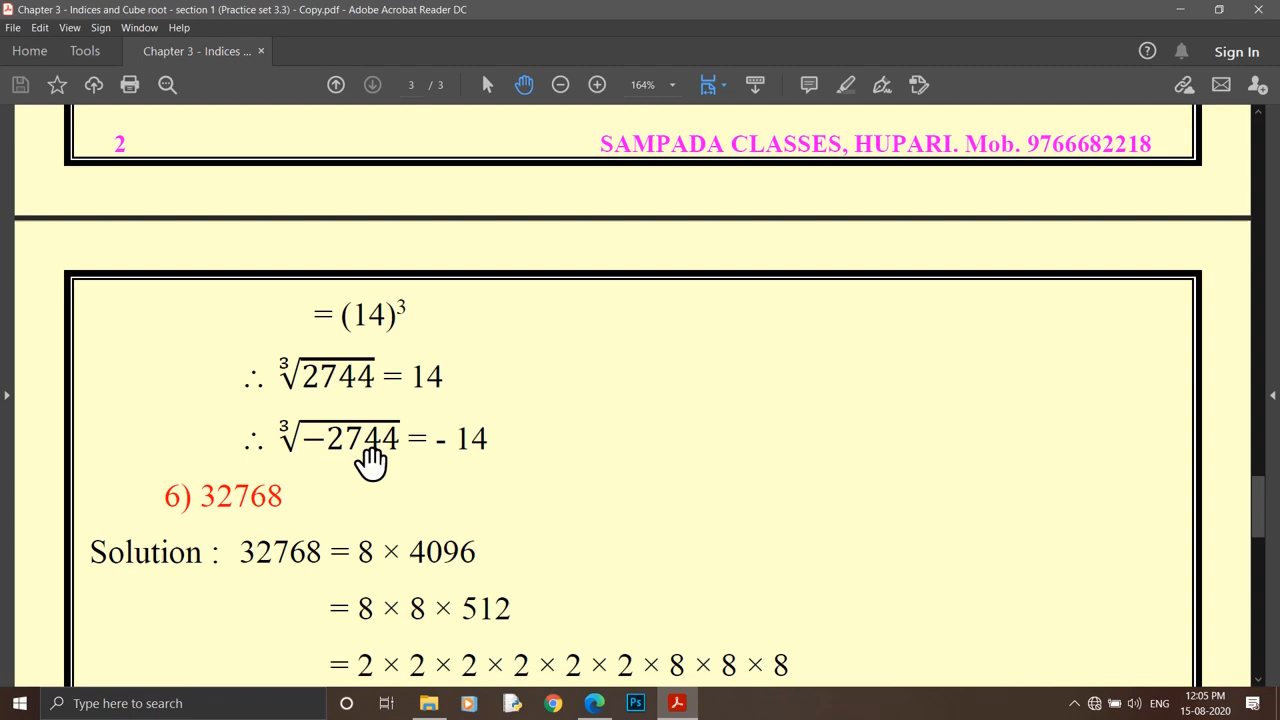 Chapter 3 - Indices and Cube root - section 1 (Practice set 3.3) - Copy.pdf - Adobe Acrobat Reader DC
File Edit View Sign Window Help
Home Tools Chapter 3 - Indices ... × Sign In
3 / 3 164%
2 SAMPADA CLASSES, HUPARI. Mob. 9766682218
= (14)³
∴ ∛2744 = 14
∴ ∛−2744 = - 14
6) 32768
Solution : 32768 = 8 × 4096
= 8 × 8 × 512
= 2 × 2 × 2 × 2 × 2 × 2 × 8 × 8 × 8
Type here to search Ps ENG 12:05 PM
15-08-2020